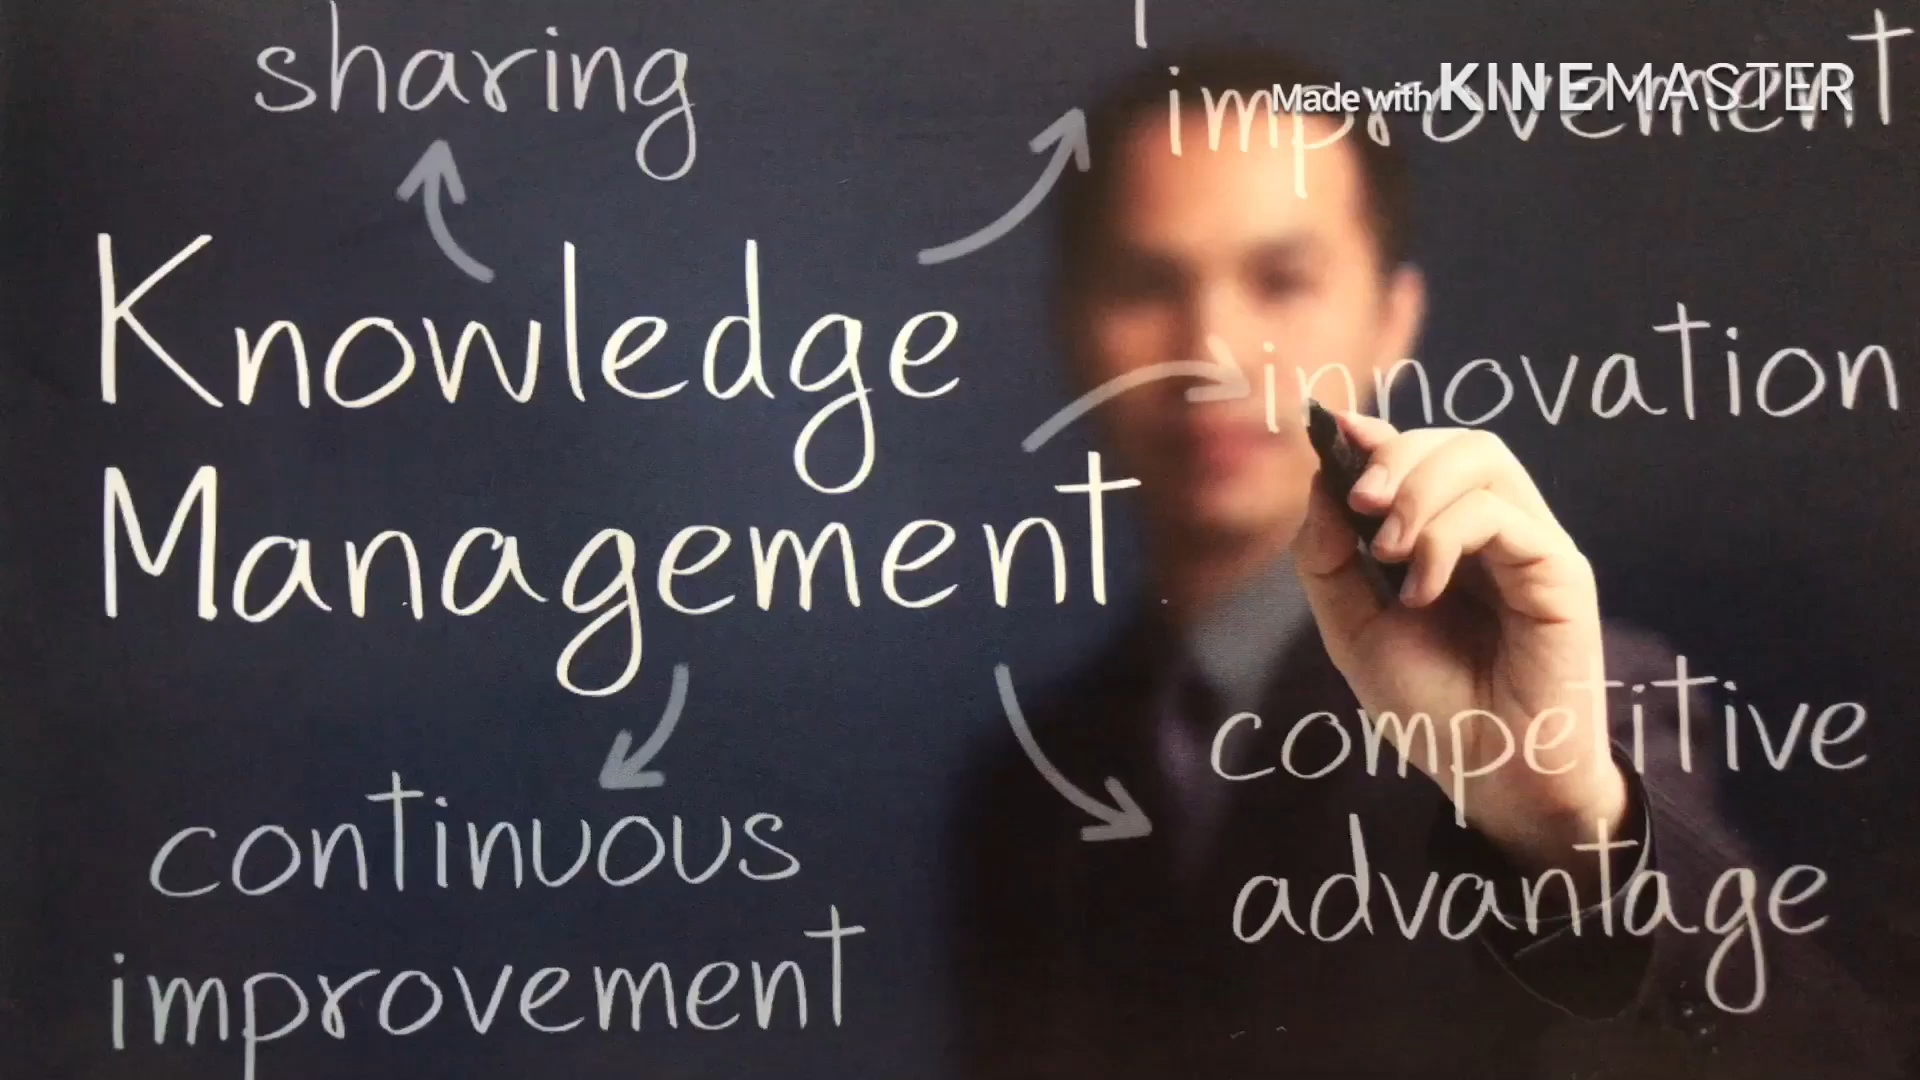 sharing
improvement
Made with KINEMASTER
Knowledge
innovation
Management
competitive
advantage
continuous
improvement